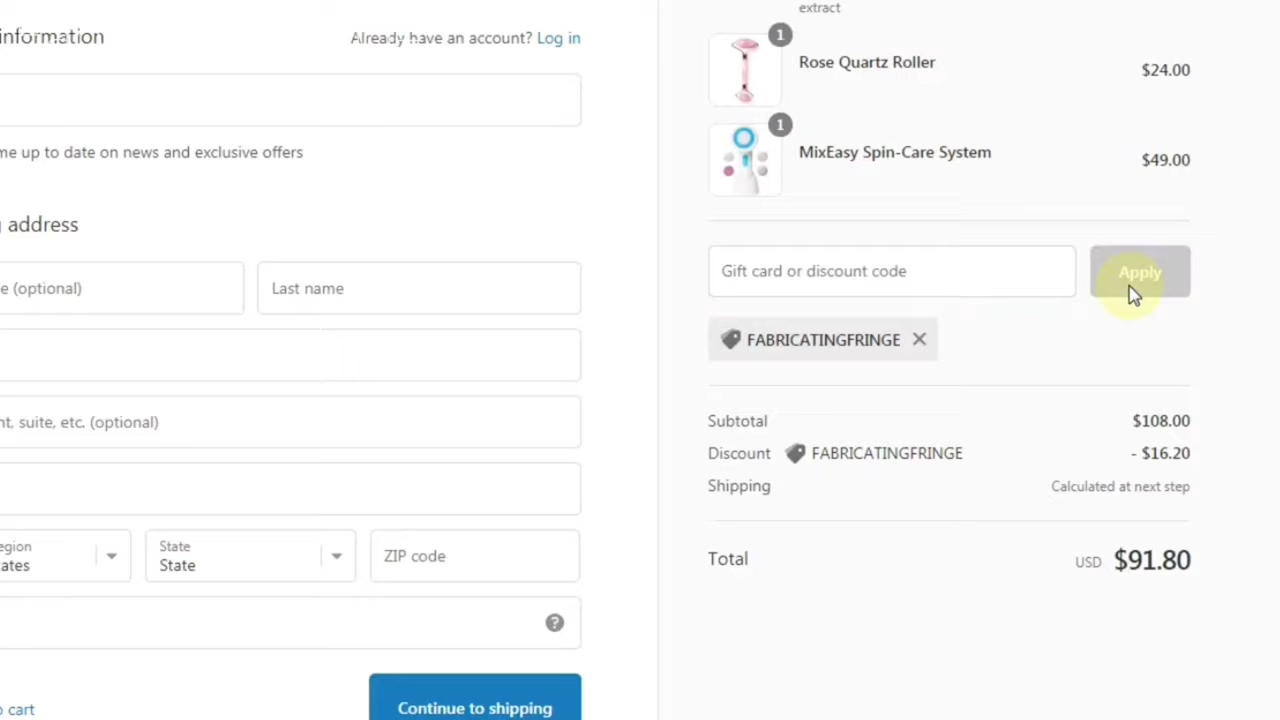 information
Already have an account? Log in
me up to date on news and exclusive offers
address
e (optional)
Last name
nt, suite, etc. (optional)
egion
ates
State
State
ZIP code
?
cart
Continue to shipping
extract
1
Rose Quartz Roller
$24.00
1
MixEasy Spin-Care System
$49.00
Gift card or discount code
Apply
FABRICATINGFRINGE
Subtotal
$108.00
Discount FABRICATINGFRINGE
- $16.20
Shipping
Calculated at next step
Total
USD $91.80